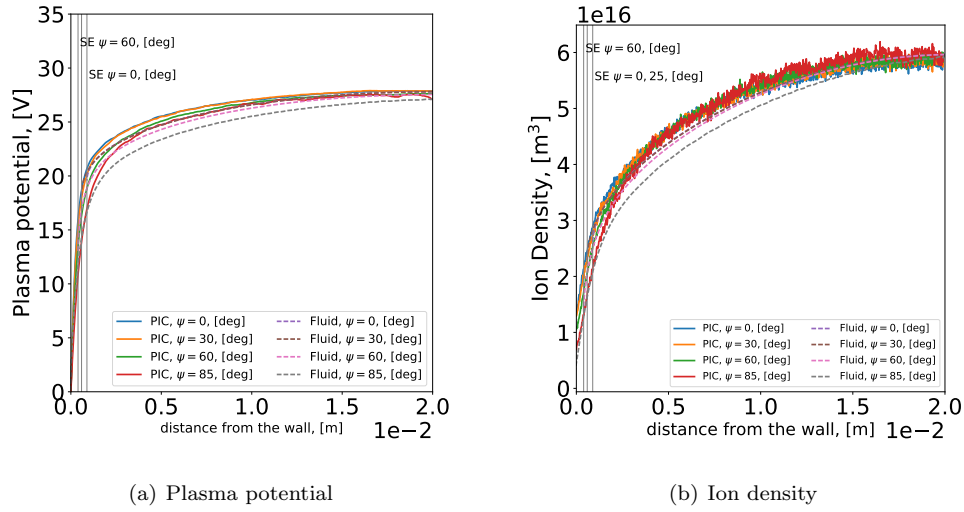 35
30
25
20
15
10
5
0
Plasma potential, [V]
SE ψ = 60, [deg]
SE ψ = 0, [deg]
PIC, ψ = 0, [deg]
PIC, ψ = 30, [deg]
PIC, ψ = 60, [deg]
PIC, ψ = 85, [deg]
Fluid, ψ = 0, [deg]
Fluid, ψ = 30, [deg]
Fluid, ψ = 60, [deg]
Fluid, ψ = 85, [deg]
0.0 0.5 1.0 1.5 2.0
distance from the wall, [m]
1e−2
(a) Plasma potential
1e16
6
5
4
3
2
1
0
Ion Density, [m³]
SE ψ = 60, [deg]
SE ψ = 0, 25, [deg]
PIC, ψ = 0, [deg]
PIC, ψ = 30, [deg]
PIC, ψ = 60, [deg]
PIC, ψ = 85, [deg]
Fluid, ψ = 0, [deg]
Fluid, ψ = 30, [deg]
Fluid, ψ = 60, [deg]
Fluid, ψ = 85, [deg]
0.0 0.5 1.0 1.5 2.0
distance from the wall, [m]
1e−2
(b) Ion density